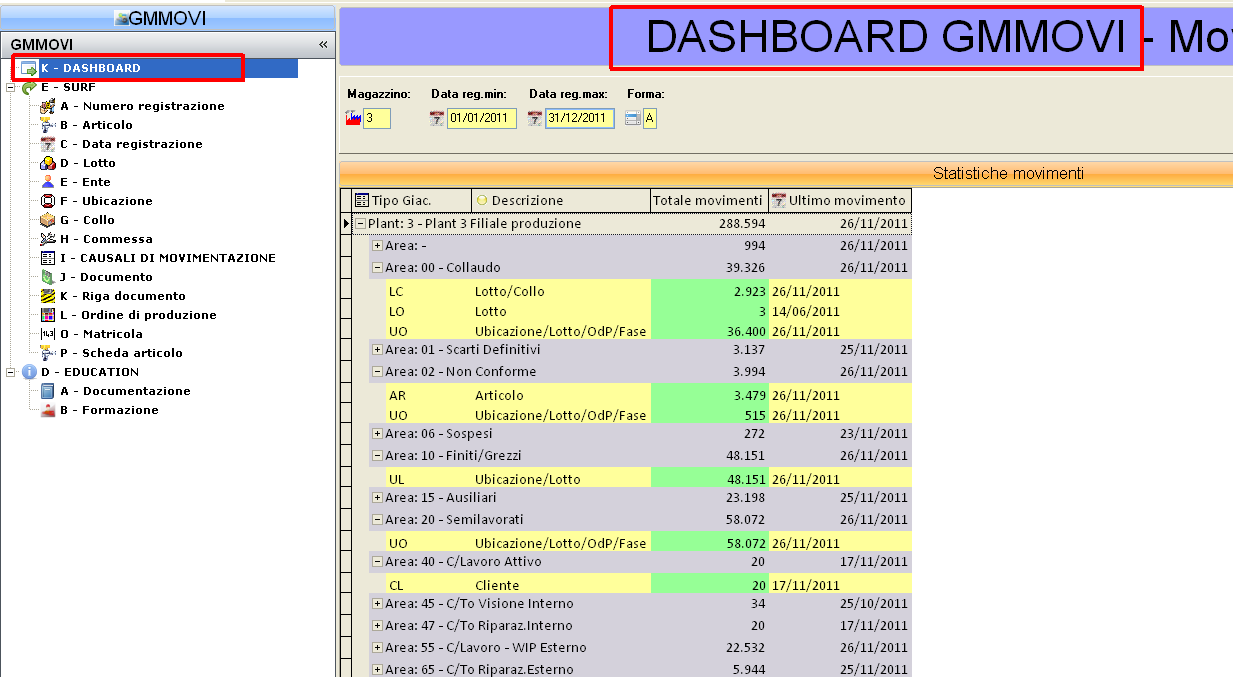 GMMOVI
GMMOVI «
K - DASHBOARD
E - SURF
A - Numero registrazione
B - Articolo
C - Data registrazione
D - Lotto
E - Ente
F - Ubicazione
G - Collo
H - Commessa
I - CAUSALI DI MOVIMENTAZIONE
J - Documento
K - Riga documento
L - Ordine di produzione
O - Matricola
P - Scheda articolo
D - EDUCATION
A - Documentazione
B - Formazione
DASHBOARD GMMOVI - Mov
Magazzino: Data reg.min: Data reg.max: Forma:
3 01/01/2011 31/12/2011 A
Statistiche movimenti
Tipo Giac. Descrizione Totale movimenti Ultimo movimento
Plant: 3 - Plant 3 Filiale produzione 288.594 26/11/2011
Area: - 994 26/11/2011
Area: 00 - Collaudo 39.326 26/11/2011
LC Lotto/Collo 2.923 26/11/2011
LO Lotto 3 14/06/2011
UO Ubicazione/Lotto/OdP/Fase 36.400 26/11/2011
Area: 01 - Scarti Definitivi 3.137 25/11/2011
Area: 02 - Non Conforme 3.994 26/11/2011
AR Articolo 3.479 26/11/2011
UO Ubicazione/Lotto/OdP/Fase 515 26/11/2011
Area: 06 - Sospesi 272 23/11/2011
Area: 10 - Finiti/Grezzi 48.151 26/11/2011
UL Ubicazione/Lotto 48.151 26/11/2011
Area: 15 - Ausiliari 23.198 25/11/2011
Area: 20 - Semilavorati 58.072 26/11/2011
UO Ubicazione/Lotto/OdP/Fase 58.072 26/11/2011
Area: 40 - C/Lavoro Attivo 20 17/11/2011
CL Cliente 20 17/11/2011
Area: 45 - C/To Visione Interno 34 25/10/2011
Area: 47 - C/To Riparaz.Interno 20 17/11/2011
Area: 55 - C/Lavoro - WIP Esterno 22.532 26/11/2011
Area: 65 - C/To Riparaz.Esterno 5.944 25/11/2011